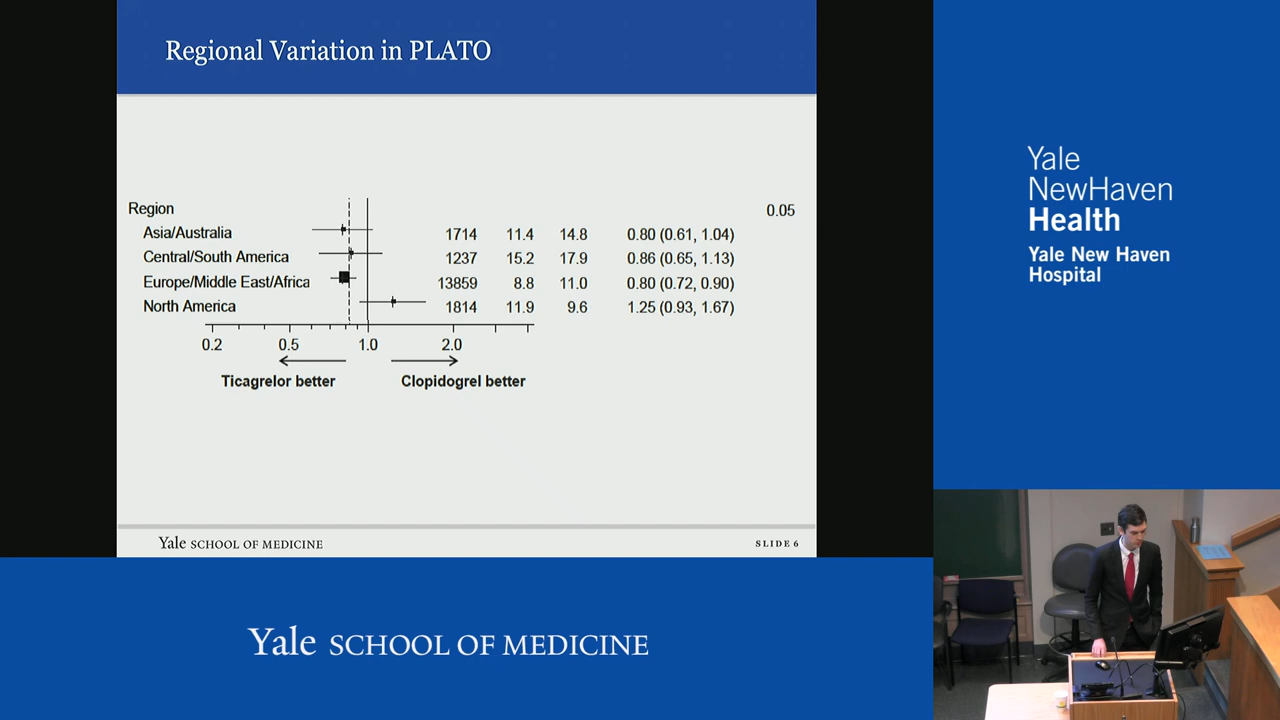 Regional Variation in PLATO
Region 0.05
Asia/Australia 1714 11.4 14.8 0.80 (0.61, 1.04)
Central/South America 1237 15.2 17.9 0.86 (0.65, 1.13)
Europe/Middle East/Africa 13859 8.8 11.0 0.80 (0.72, 0.90)
North America 1814 11.9 9.6 1.25 (0.93, 1.67)
0.2 0.5 1.0 2.0
Ticagrelor better Clopidogrel better
Yale SCHOOL OF MEDICINE SLIDE 6
Yale
NewHaven
Health
Yale New Haven
Hospital
Yale SCHOOL OF MEDICINE